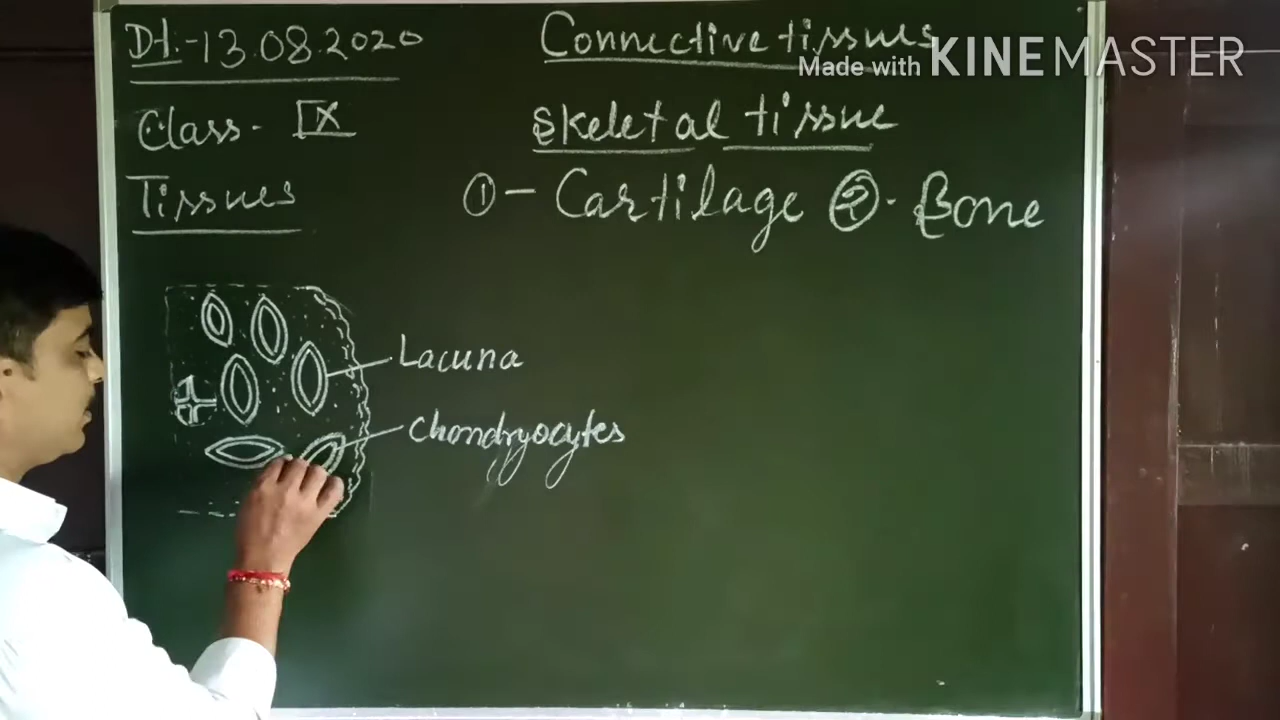 Dt.-13.08.2020
Class- IX
Tissues
Connective tissues
Made with KINEMASTER
Skeletal tissue
① - Cartilage ②. Bone
Lacuna
Chondryocytes